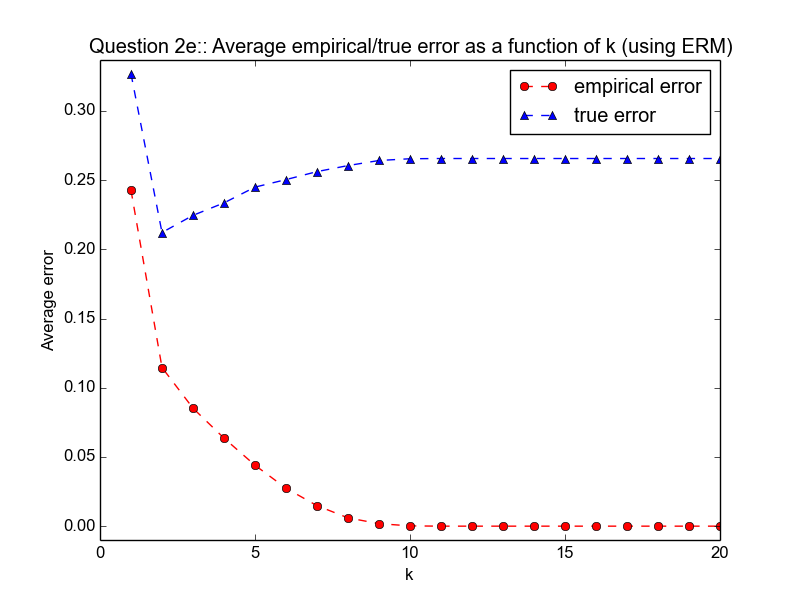 Question 2e:: Average empirical/true error as a function of k (using ERM)
empirical error
true error
Average error
0.30
0.25
0.20
0.15
0.10
0.05
0.00
0 5 10 15 20
k